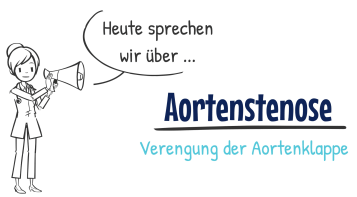 Heute sprechen
wir über ...
Aortenstenose
Verengung der Aortenklappe